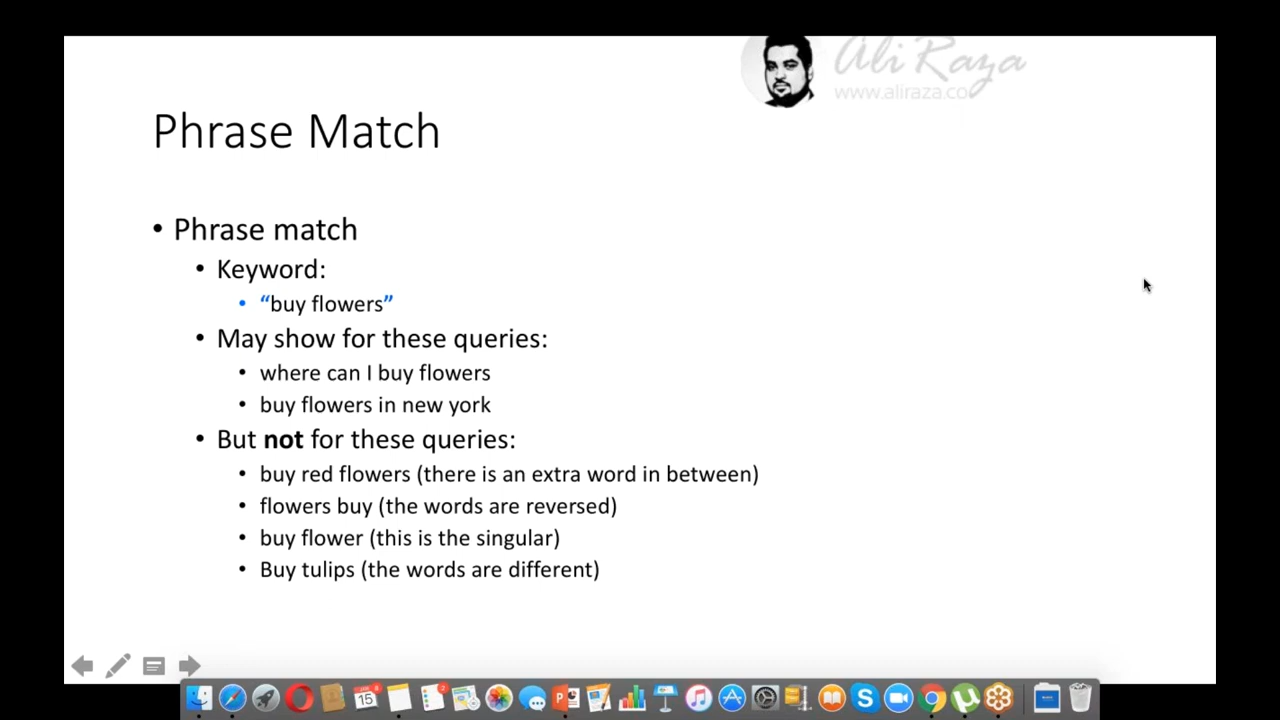 Ali Raza
www.aliraza.co
Phrase Match
• Phrase match
• Keyword:
• “buy flowers”
• May show for these queries:
• where can I buy flowers
• buy flowers in new york
• But not for these queries:
• buy red flowers (there is an extra word in between)
• flowers buy (the words are reversed)
• buy flower (this is the singular)
• Buy tulips (the words are different)
15